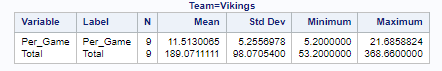 Team=Vikings
Variable Label N Mean Std Dev Minimum Maximum
Per_Game Per_Game 9 11.5130065 5.2556978 5.2000000 21.6858824
Total Total 9 189.0711111 98.0705400 53.2000000 368.6600000